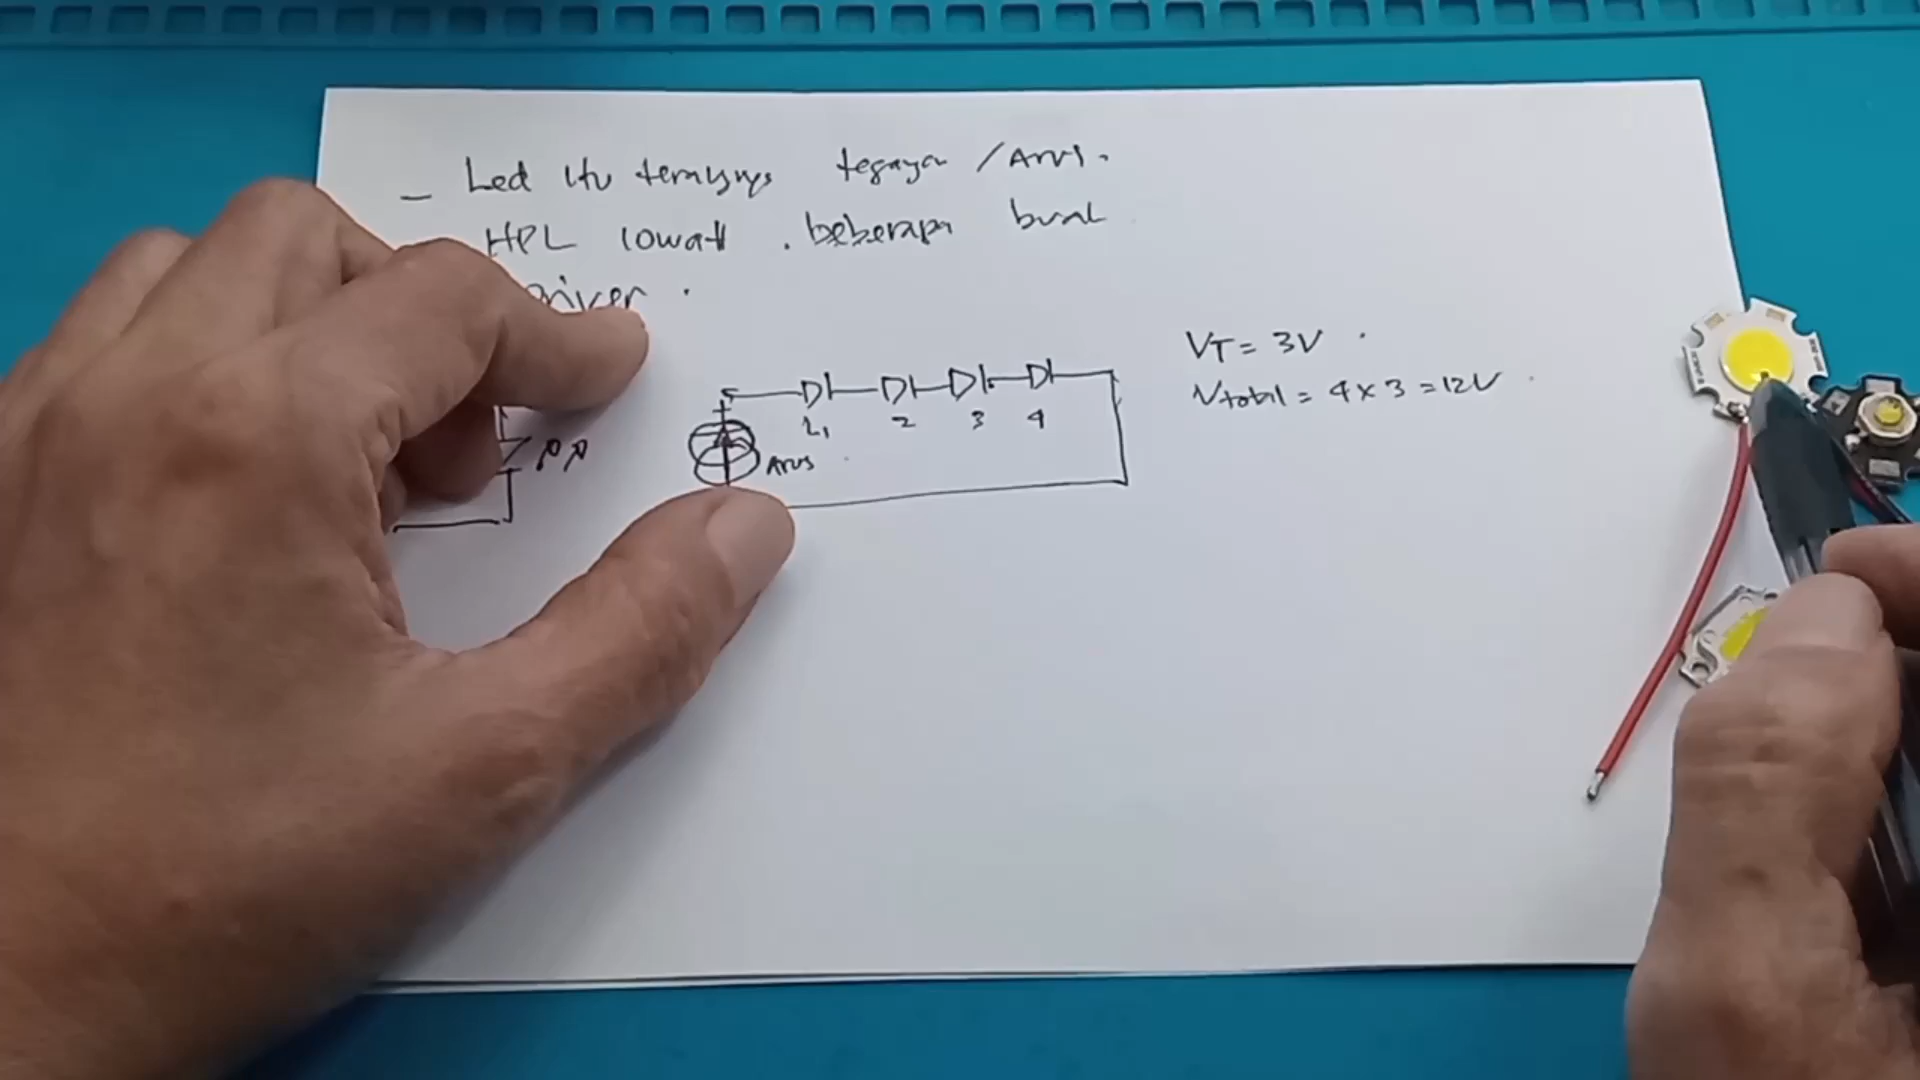 - Led itu ternyata tegangan / Arus.
HPL 10watt . beberapa buah
Driver .
VT = 3V
Vtotal = 4 x 3 = 12V
L1 2 3 4
Arus